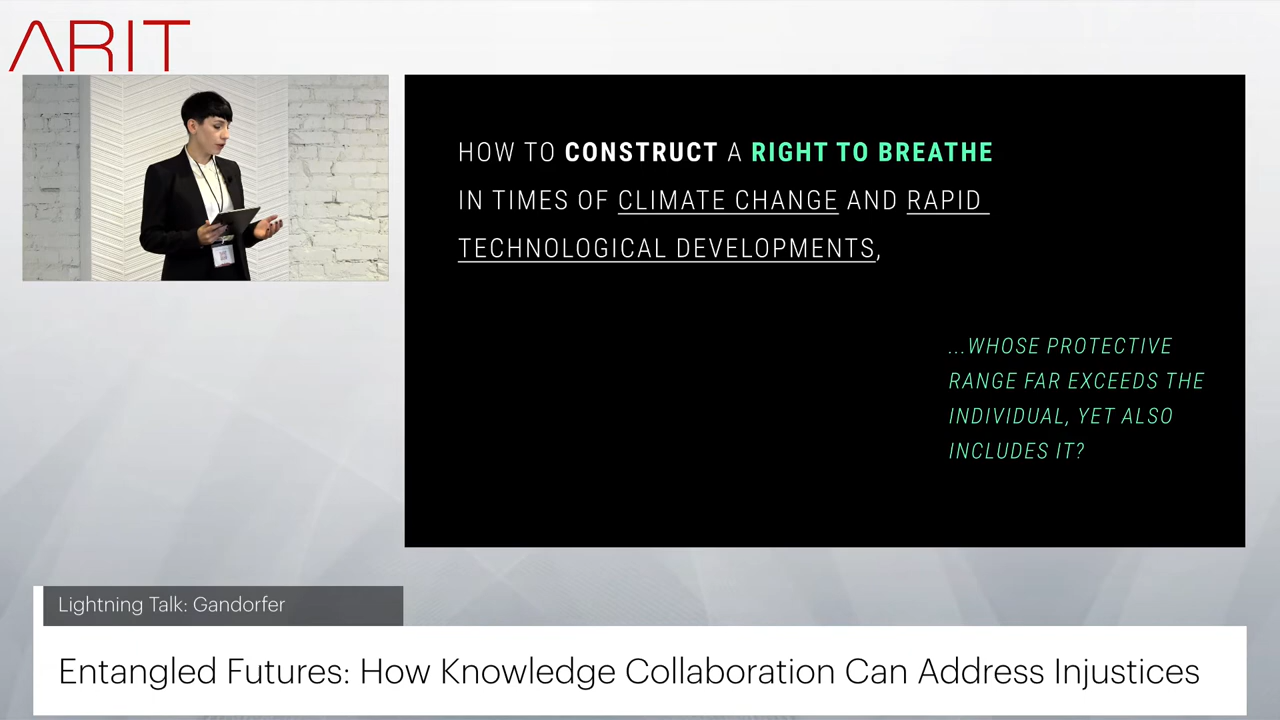 ARIT
HOW TO CONSTRUCT A RIGHT TO BREATHE
IN TIMES OF CLIMATE CHANGE AND RAPID
TECHNOLOGICAL DEVELOPMENTS,
...WHOSE PROTECTIVE
RANGE FAR EXCEEDS THE
INDIVIDUAL, YET ALSO
INCLUDES IT?
Lightning Talk: Gandorfer
Entangled Futures: How Knowledge Collaboration Can Address Injustices